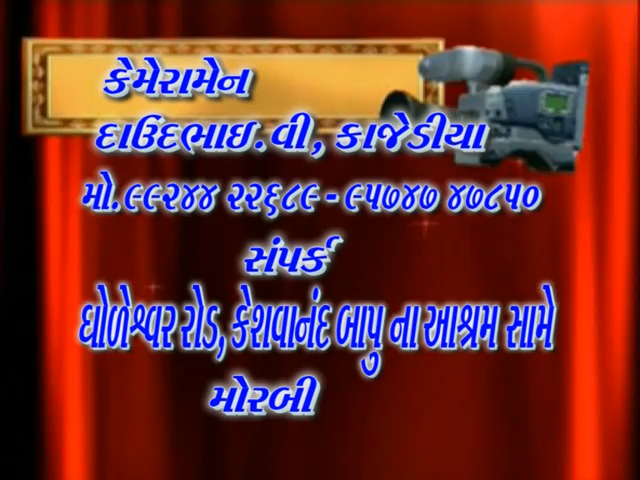 કેમેરામેન
દાઉદભાઇ.વી, કાજેડીયા
મો.૯૯૨૪૪ ૨૨૬૮૯ - ૯૫૭૪૭ ૪૭૮૫૦
સંપર્ક
ધોળેશ્વર રોડ, કેશવાનંદ બાપુ ના આશ્રમ સામે
મોરબી